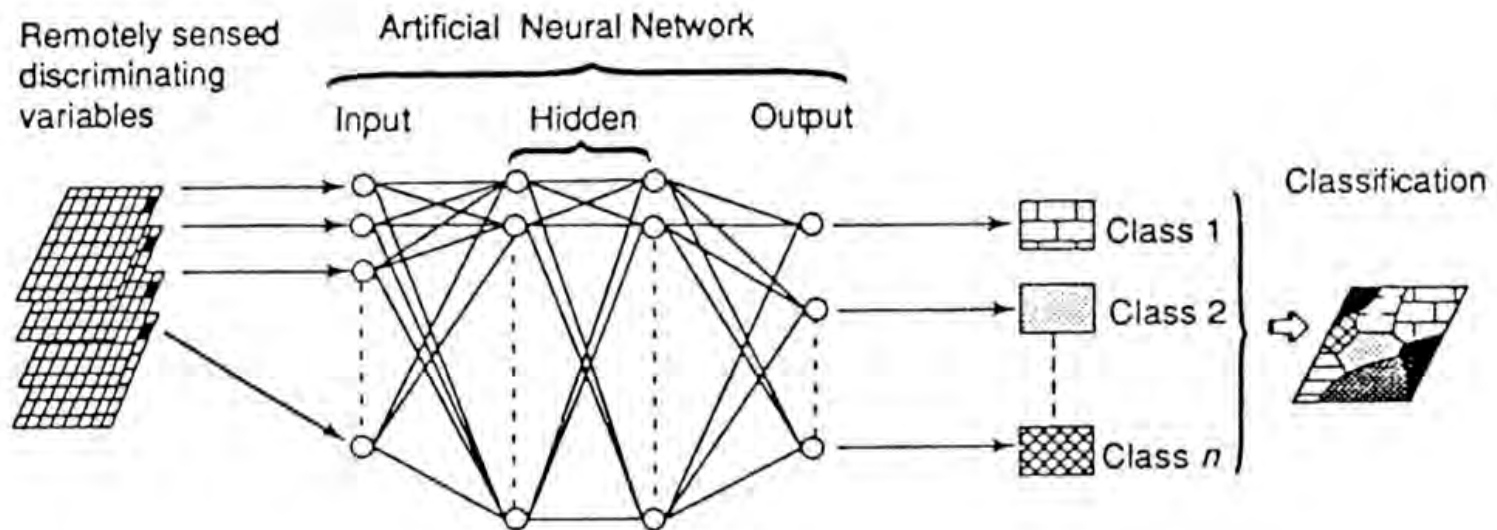 Remotely sensed
discriminating
variables
Artificial Neural Network
Input
Hidden
Output
Classification
Class 1
Class 2
Class n